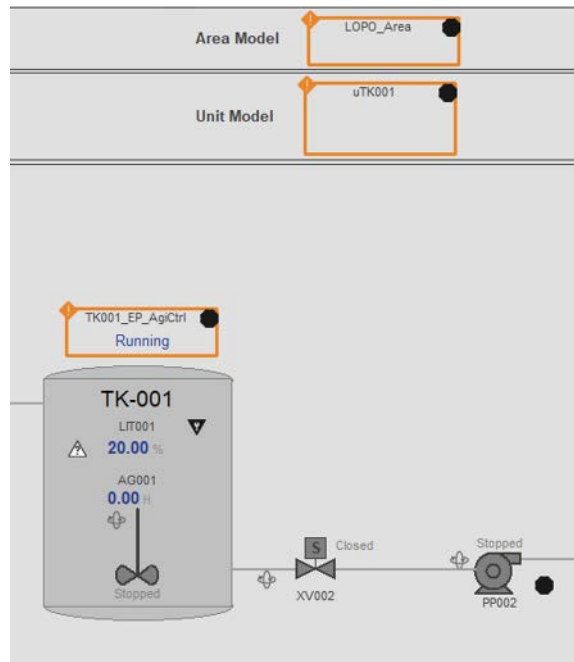 LOPO_Area
Area Model
uTK001
Unit Model
TK001_EP_AgiCtrl
Running
TK-001
LIT001
20.00 %
AG001
0.00 H
Stopped
S
Closed
XV002
Stopped
PP002